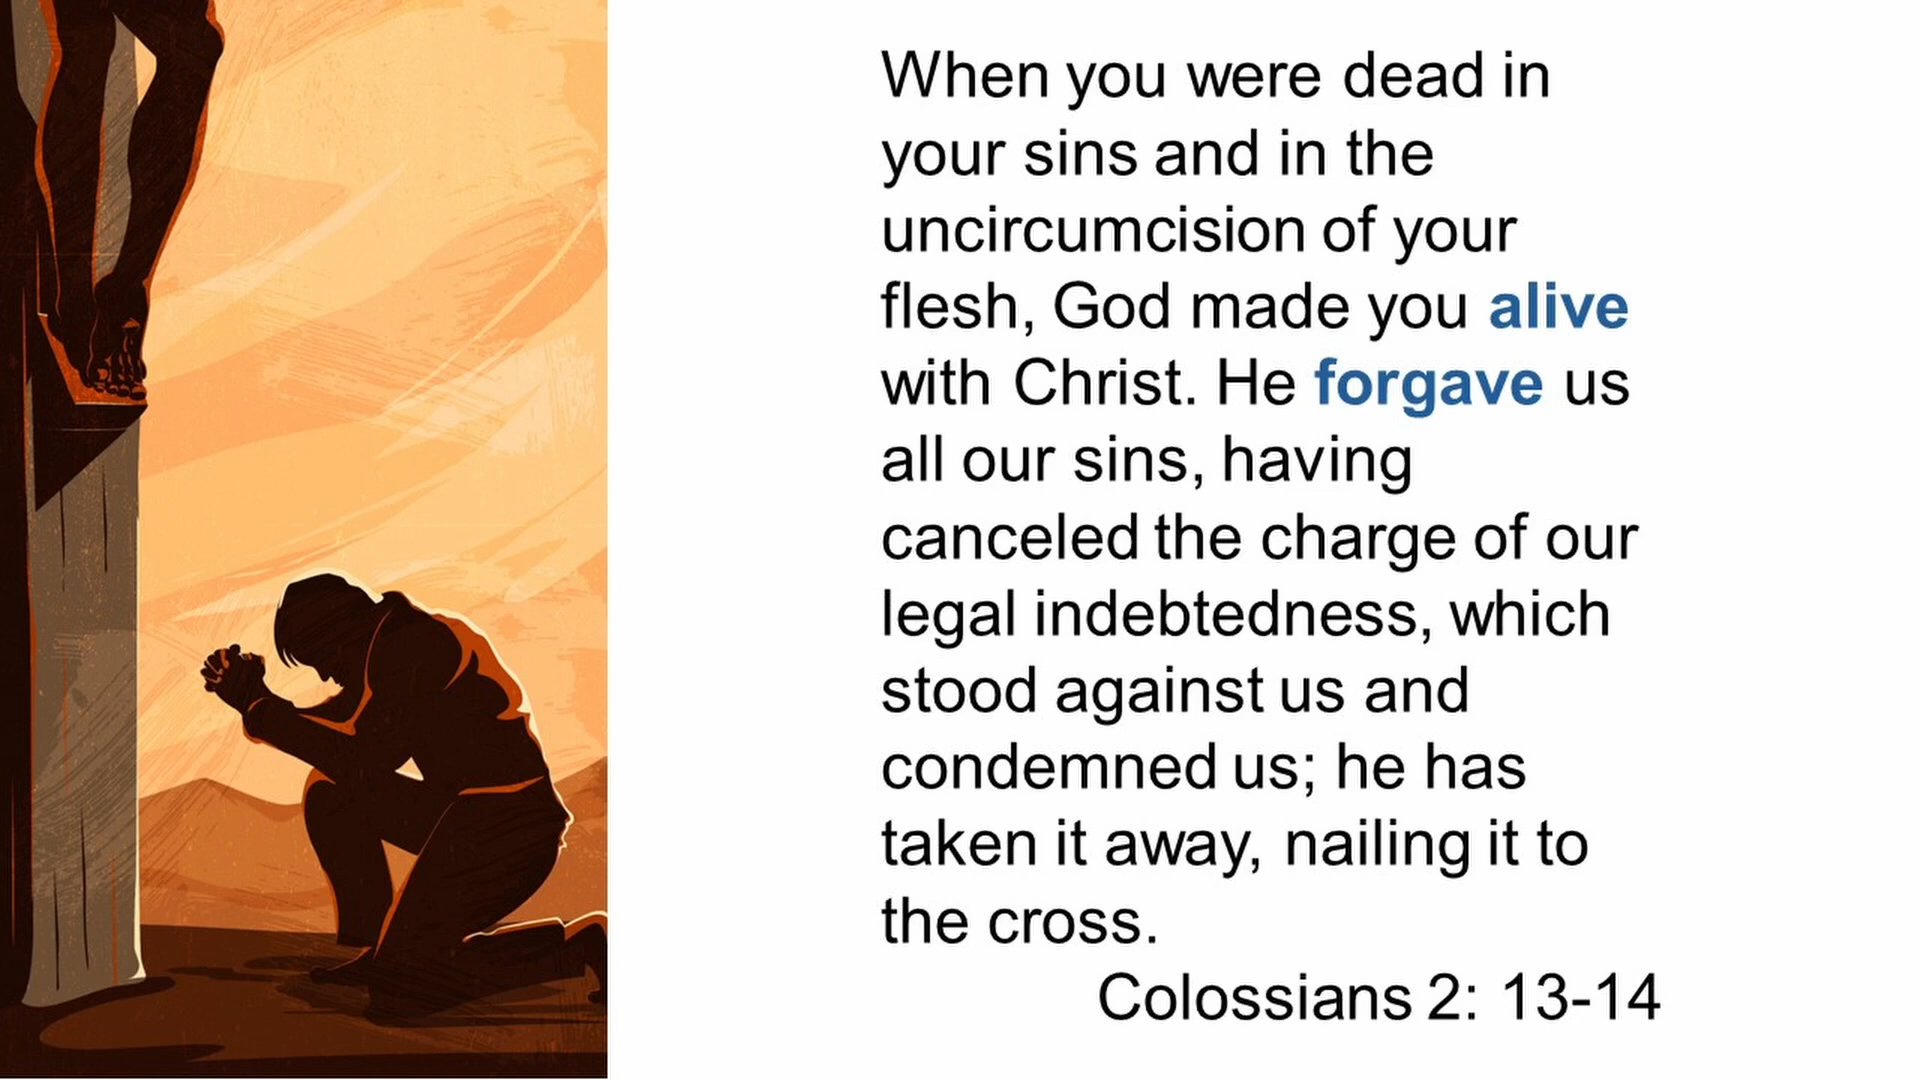 When you were dead in
your sins and in the
uncircumcision of your
flesh, God made you alive
with Christ. He forgave us
all our sins, having
canceled the charge of our
legal indebtedness, which
stood against us and
condemned us; he has
taken it away, nailing it to
the cross.
Colossians 2: 13-14